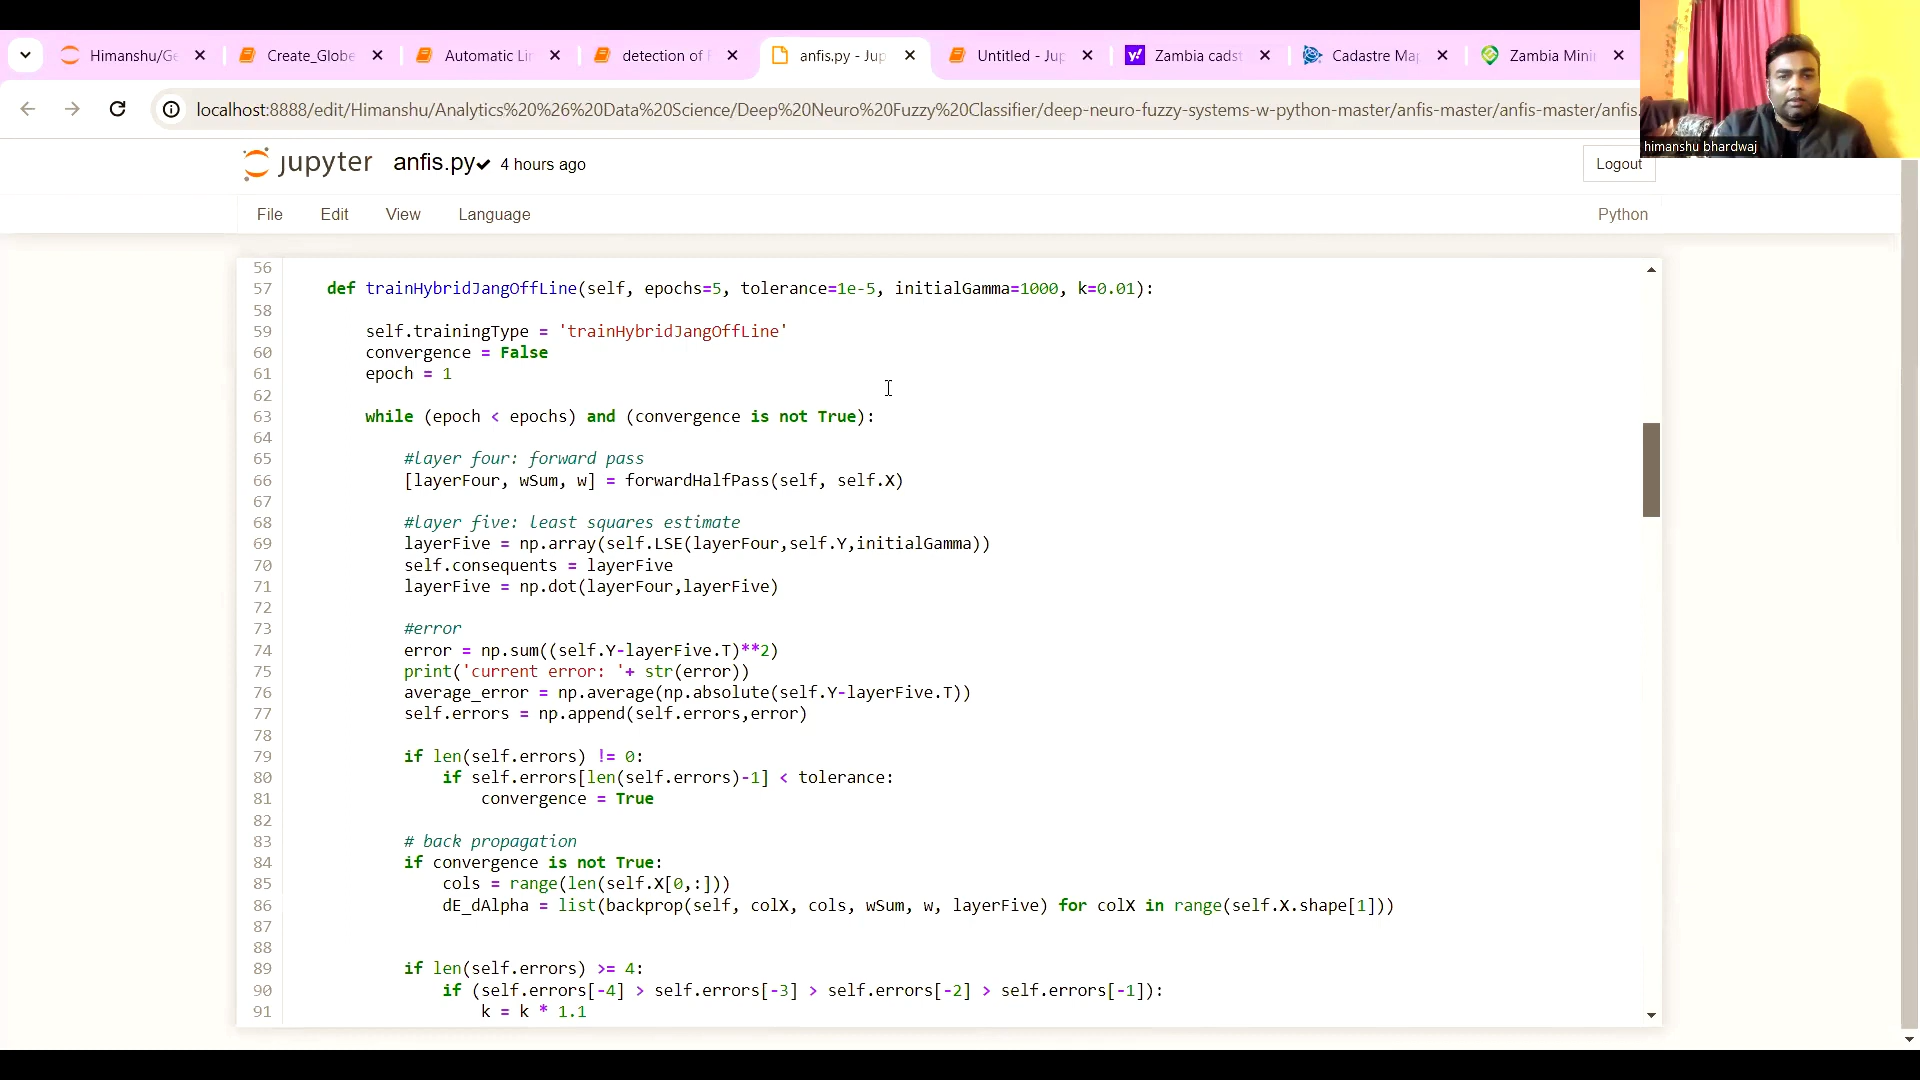 Himanshu/Ge
Create_Globe
Automatic Lin
detection of
anfis.py - Jup
Untitled - Jup
Zambia cadst
Cadastre Map
Zambia Minin
localhost:8888/edit/Himanshu/Analytics%20%26%20Data%20Science/Deep%20Neuro%20Fuzzy%20Classifier/deep-neuro-fuzzy-systems-w-python-master/anfis-master/anfis-master/anfis.
himanshu bhardwaj
jupyter anfis.py 4 hours ago
Logout
File Edit View Language
Python
56
57 def trainHybridJangOffLine(self, epochs=5, tolerance=1e-5, initialGamma=1000, k=0.01):
58
59 self.trainingType = 'trainHybridJangOffLine'
60 convergence = False
61 epoch = 1
62
63 while (epoch < epochs) and (convergence is not True):
64
65 #layer four: forward pass
66 [layerFour, wSum, w] = forwardHalfPass(self, self.X)
67
68 #layer five: least squares estimate
69 layerFive = np.array(self.LSE(layerFour,self.Y,initialGamma))
70 self.consequents = layerFive
71 layerFive = np.dot(layerFour,layerFive)
72
73 #error
74 error = np.sum((self.Y-layerFive.T)**2)
75 print('current error: '+ str(error))
76 average_error = np.average(np.absolute(self.Y-layerFive.T))
77 self.errors = np.append(self.errors,error)
78
79 if len(self.errors) != 0:
80 if self.errors[len(self.errors)-1] < tolerance:
81 convergence = True
82
83 # back propagation
84 if convergence is not True:
85 cols = range(len(self.X[0,:]))
86 dE_dAlpha = list(backprop(self, colX, cols, wSum, w, layerFive) for colX in range(self.X.shape[1]))
87
88
89 if len(self.errors) >= 4:
90 if (self.errors[-4] > self.errors[-3] > self.errors[-2] > self.errors[-1]):
91 k = k * 1.1